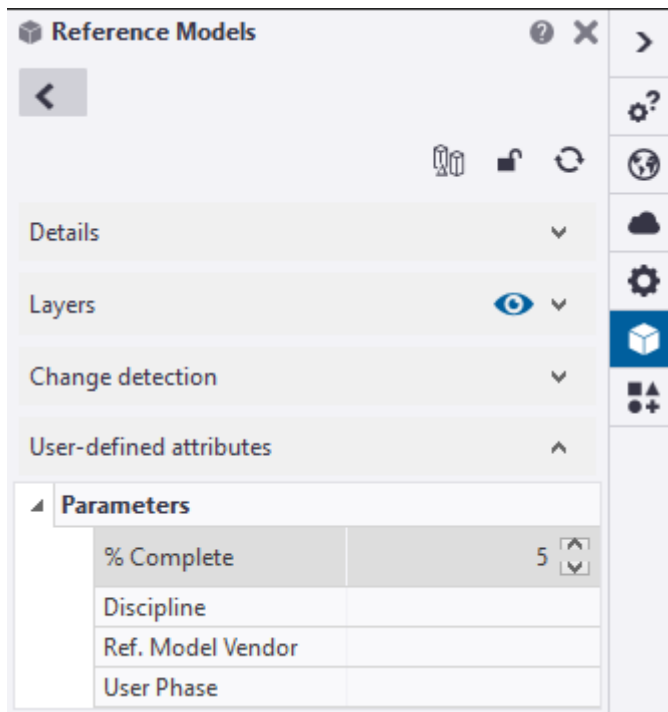 Reference Models
Details
Layers
Change detection
User-defined attributes
Parameters
% Complete 5
Discipline
Ref. Model Vendor
User Phase